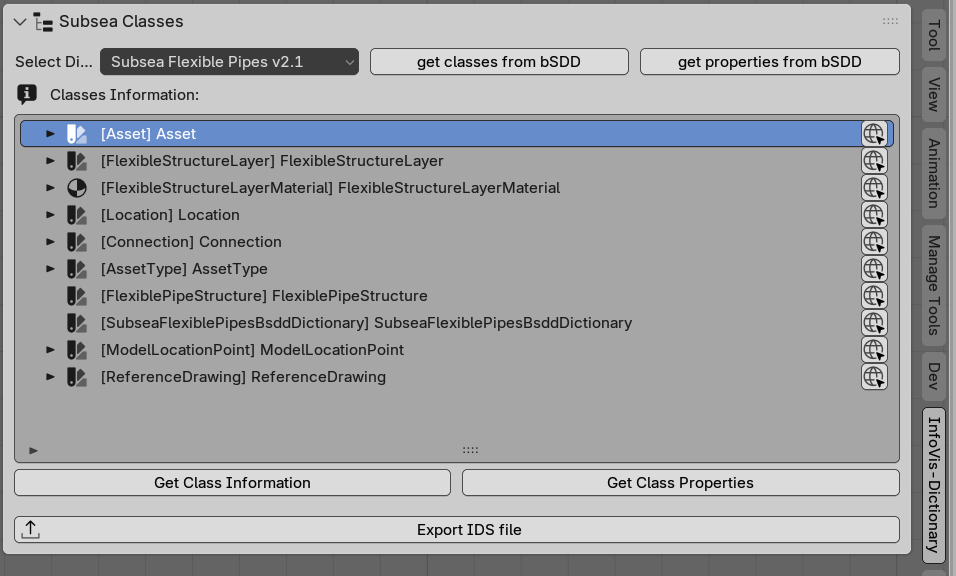 Subsea Classes
Select Di... Subsea Flexible Pipes v2.1 get classes from bSDD get properties from bSDD
Classes Information:
[Asset] Asset
[FlexibleStructureLayer] FlexibleStructureLayer
[FlexibleStructureLayerMaterial] FlexibleStructureLayerMaterial
[Location] Location
[Connection] Connection
[AssetType] AssetType
[FlexiblePipeStructure] FlexiblePipeStructure
[SubseaFlexiblePipesBsddDictionary] SubseaFlexiblePipesBsddDictionary
[ModelLocationPoint] ModelLocationPoint
[ReferenceDrawing] ReferenceDrawing
Get Class Information Get Class Properties
Export IDS file
Tool
View
Animation
Manage Tools
Dev
InfoVis-Dictionary